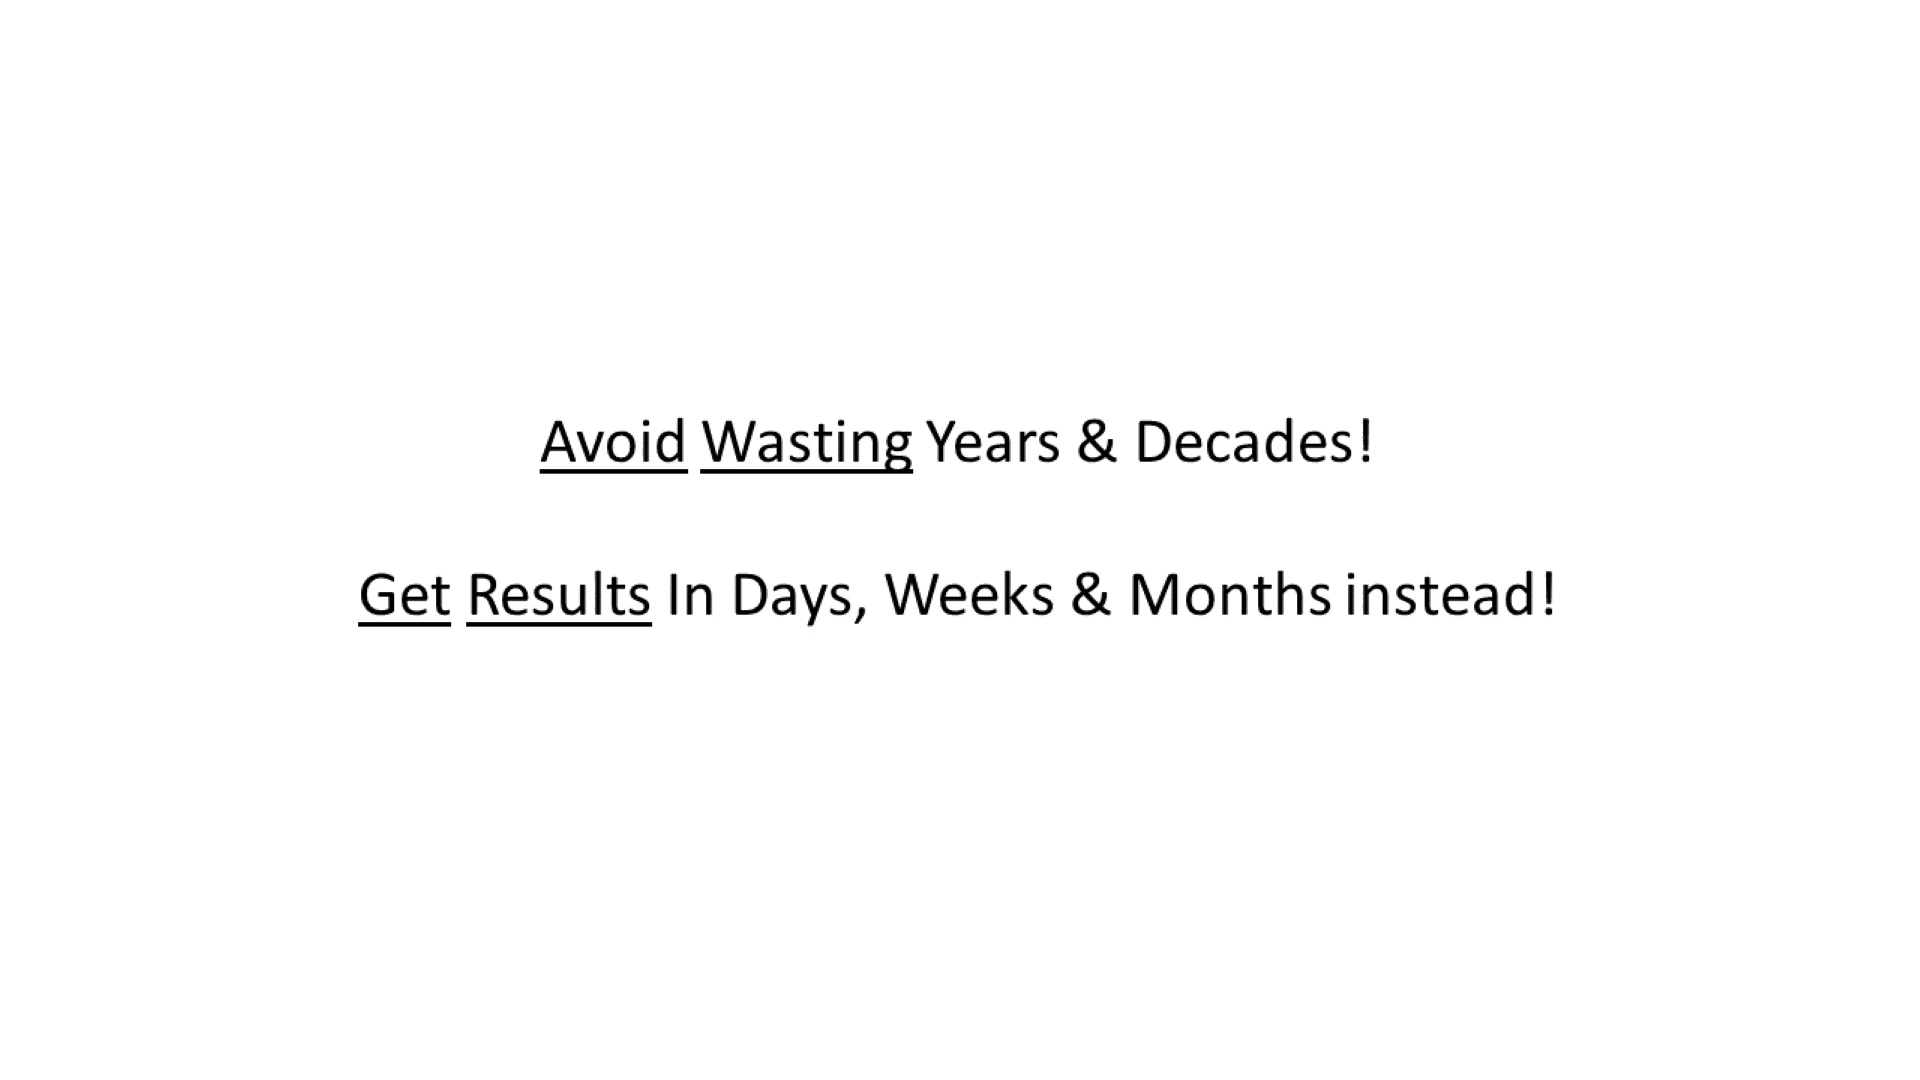 Avoid Wasting Years & Decades!
Get Results In Days, Weeks & Months instead!